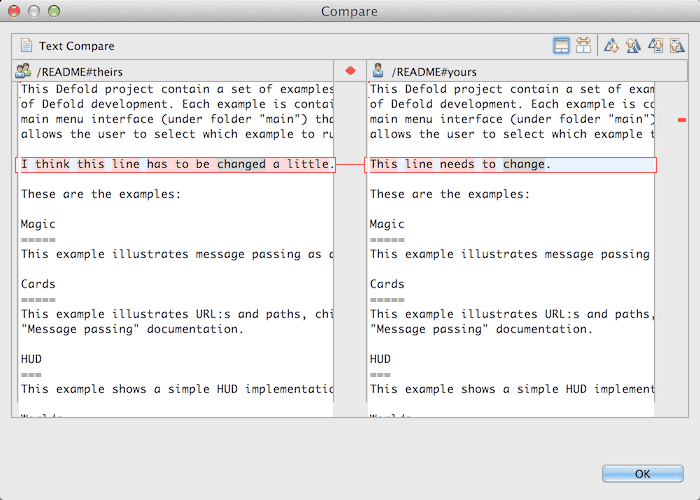 Compare
Text Compare
/README#theirs
This Defold project contain a set of examples
of Defold development. Each example is contai
main menu interface (under folder "main") tha
allows the user to select which example to ru
I think this line has to be changed a little.
These are the examples:
Magic
=====
This example illustrates message passing as a
Cards
=====
This example illustrates URL:s and paths, chi
"Message passing" documentation.
HUD
===
This example shows a simple HUD implementatio
/README#yours
This Defold project contain a set of exam
of Defold development. Each example is co
main menu interface (under folder "main")
allows the user to select which example t
This line needs to change.
These are the examples:
Magic
=====
This example illustrates message passing
Cards
=====
This example illustrates URL:s and paths,
"Message passing" documentation.
HUD
===
This example shows a simple HUD implement
OK